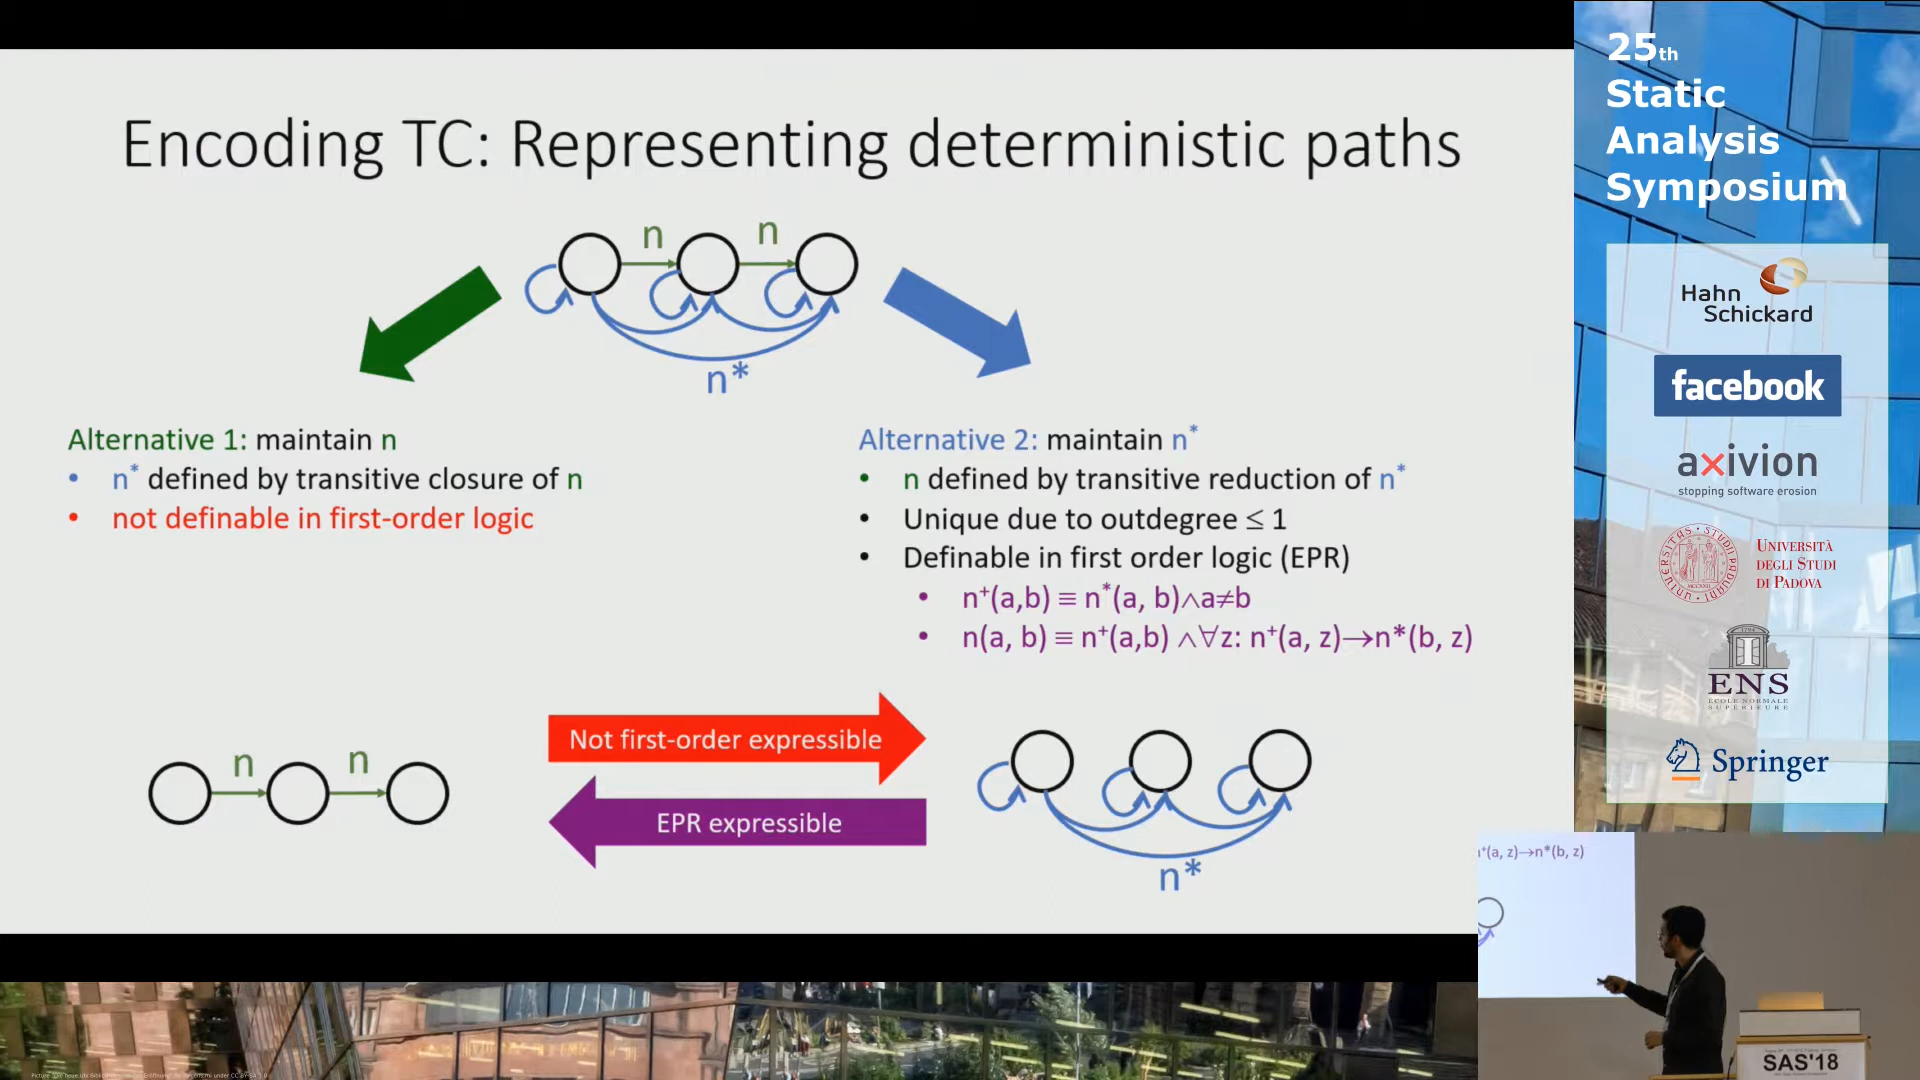 Encoding TC: Representing deterministic paths
n
n
n*
Alternative 1: maintain n
• n* defined by transitive closure of n
• not definable in first-order logic
Alternative 2: maintain n*
• n defined by transitive reduction of n*
• Unique due to outdegree ≤ 1
• Definable in first order logic (EPR)
• n⁺(a,b) ≡ n*(a, b)∧a≠b
• n(a, b) ≡ n⁺(a,b) ∧∀z: n⁺(a, z)→n*(b, z)
Not first-order expressible
EPR expressible
n
n
n*
25th
Static
Analysis
Symposium
Hahn
Schickard
facebook
axivion
stopping software erosion
UNIVERSITÀ
DEGLI STUDI
DI PADOVA
ENS
ÉCOLE NORMALE
SUPÉRIEURE
Springer
(a, z)→n*(b, z)
SAS'18